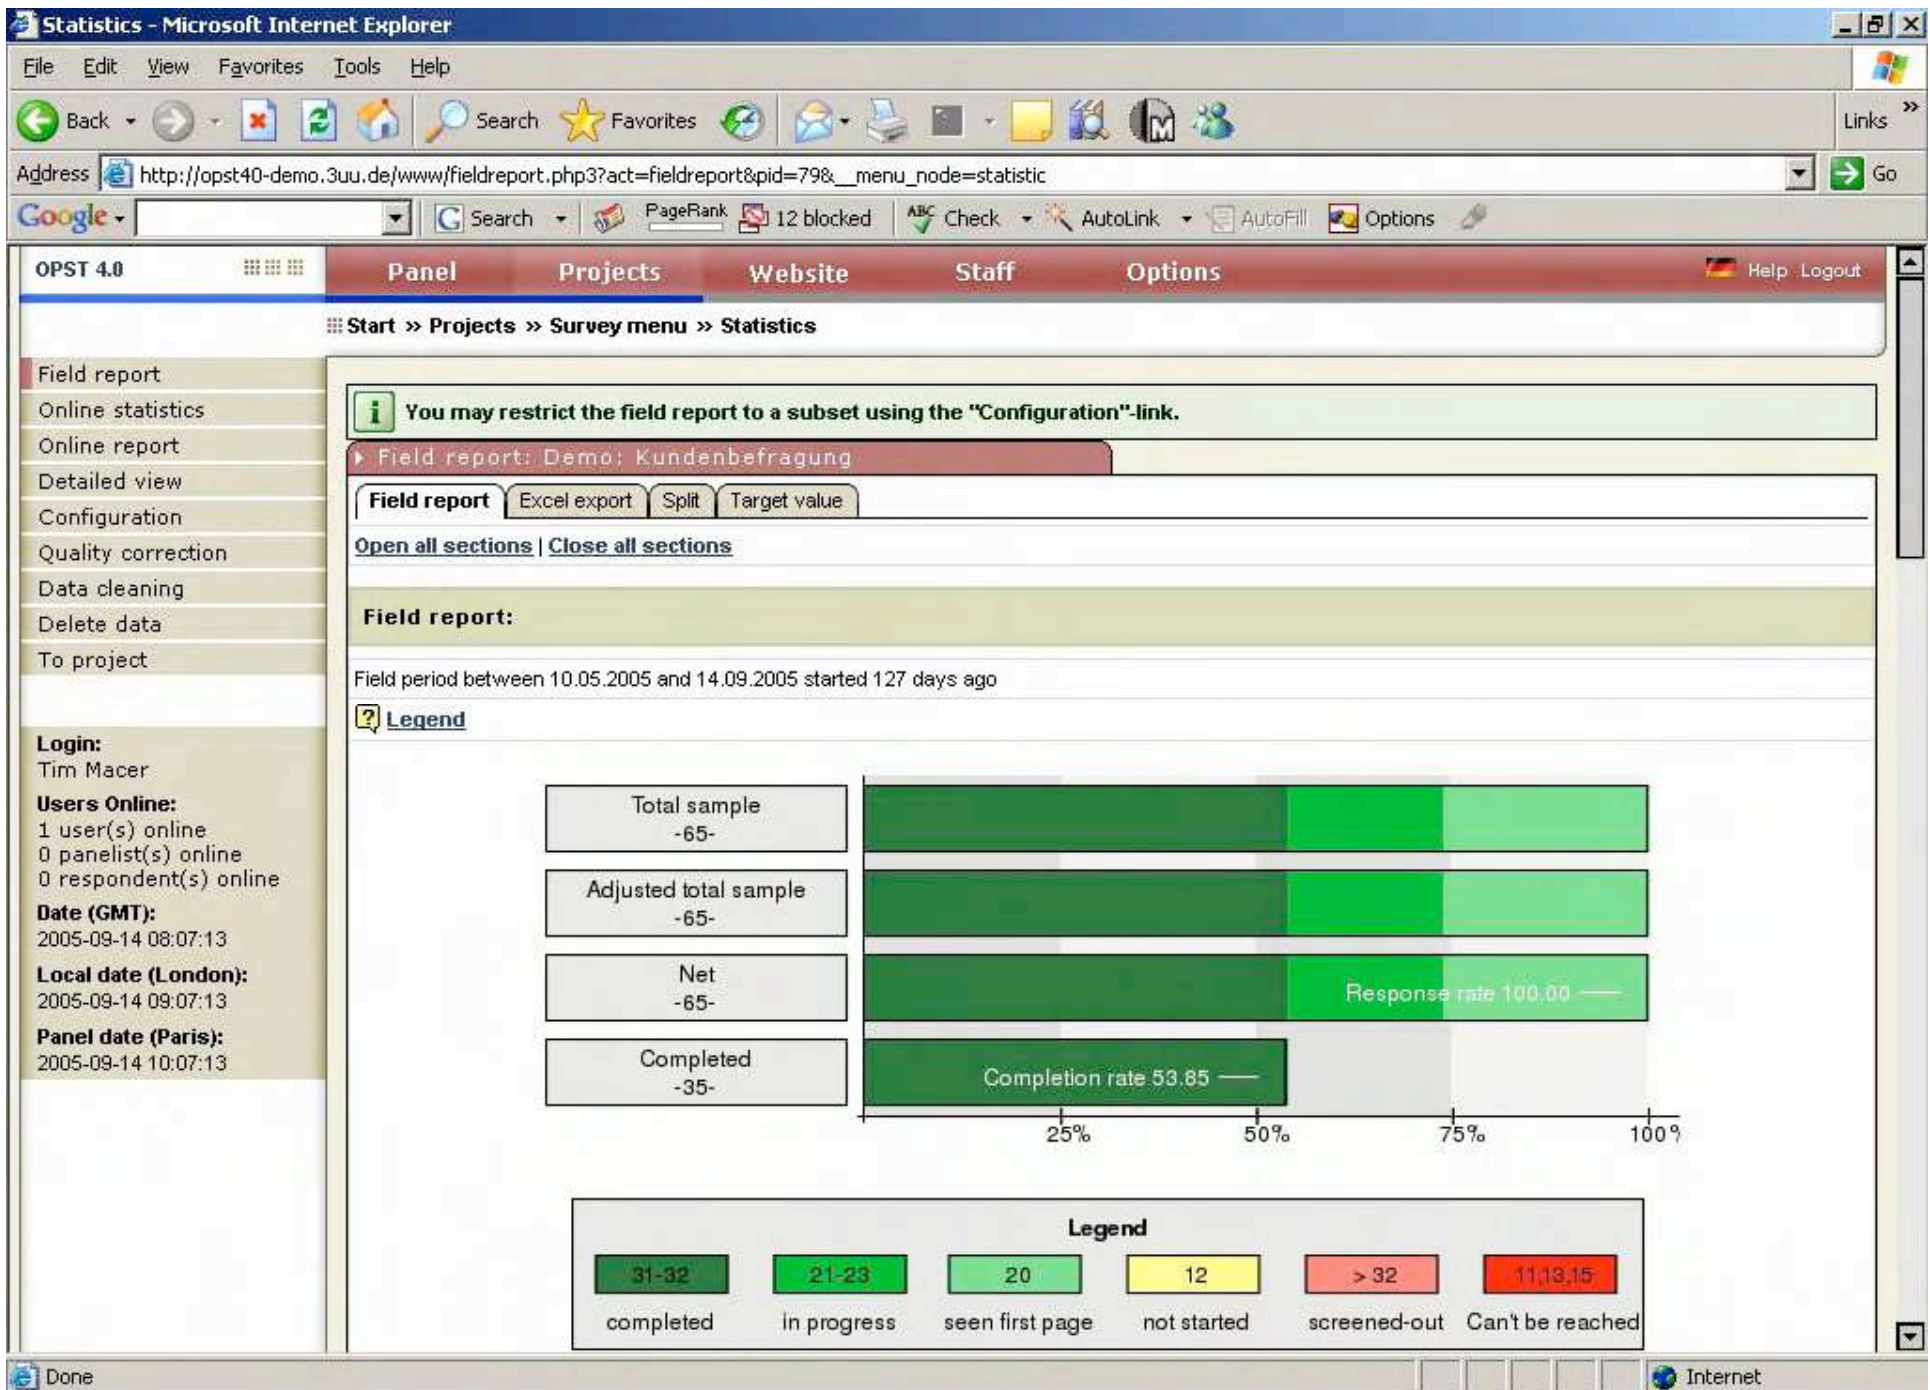 Statistics - Microsoft Internet Explorer
File Edit View Favorites Tools Help
Back Search Favorites Links »
Address http://opst40-demo.3uu.de/www/fieldreport.php3?act=fieldreport&pid=79&__menu_node=statistic Go
Google Search PageRank 12 blocked ABC Check AutoLink AutoFill Options
OPST 4.0 Panel Projects Website Staff Options Help Logout
Start >> Projects >> Survey menu >> Statistics
Field report
Online statistics
Online report
Detailed view
Configuration
Quality correction
Data cleaning
Delete data
To project
Login:
Tim Macer
Users Online:
1 user(s) online
0 panelist(s) online
0 respondent(s) online
Date (GMT):
2005-09-14 08:07:13
Local date (London):
2005-09-14 09:07:13
Panel date (Paris):
2005-09-14 10:07:13
i You may restrict the field report to a subset using the "Configuration"-link.
Field report: Demo: Kundenbefragung
Field report Excel export Split Target value
Open all sections | Close all sections
Field report:
Field period between 10.05.2005 and 14.09.2005 started 127 days ago
? Legend
Total sample
-65-
Adjusted total sample
-65-
Net
-65-
Response rate 100.00
Completed
-35-
Completion rate 53.85
25% 50% 75% 100%
Legend
31-32 21-23 20 12 > 32 11,13,15
completed in progress seen first page not started screened-out Can't be reached
Done Internet